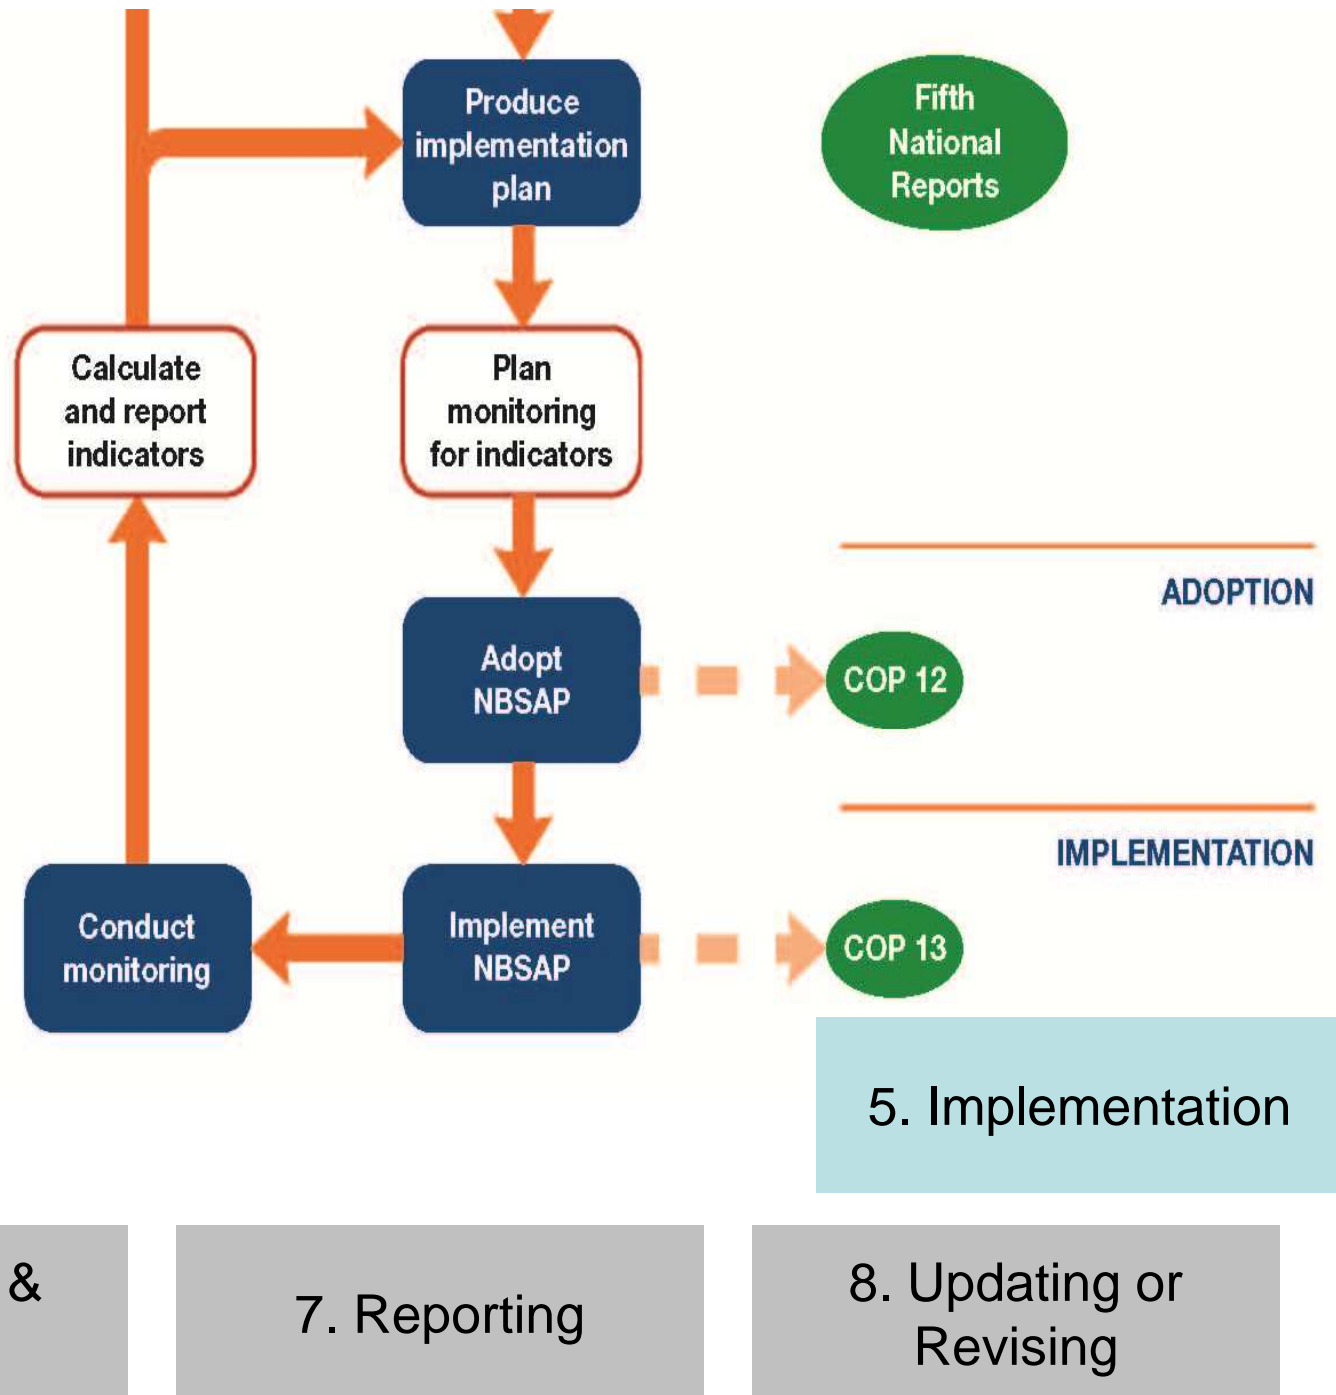 Produce
implementation
plan
Fifth
National
Reports
Calculate
and report
indicators
Plan
monitoring
for indicators
ADOPTION
Adopt
NBSAP
COP 12
IMPLEMENTATION
Conduct
monitoring
Implement
NBSAP
COP 13
5. Implementation
&
7. Reporting
8. Updating or
Revising